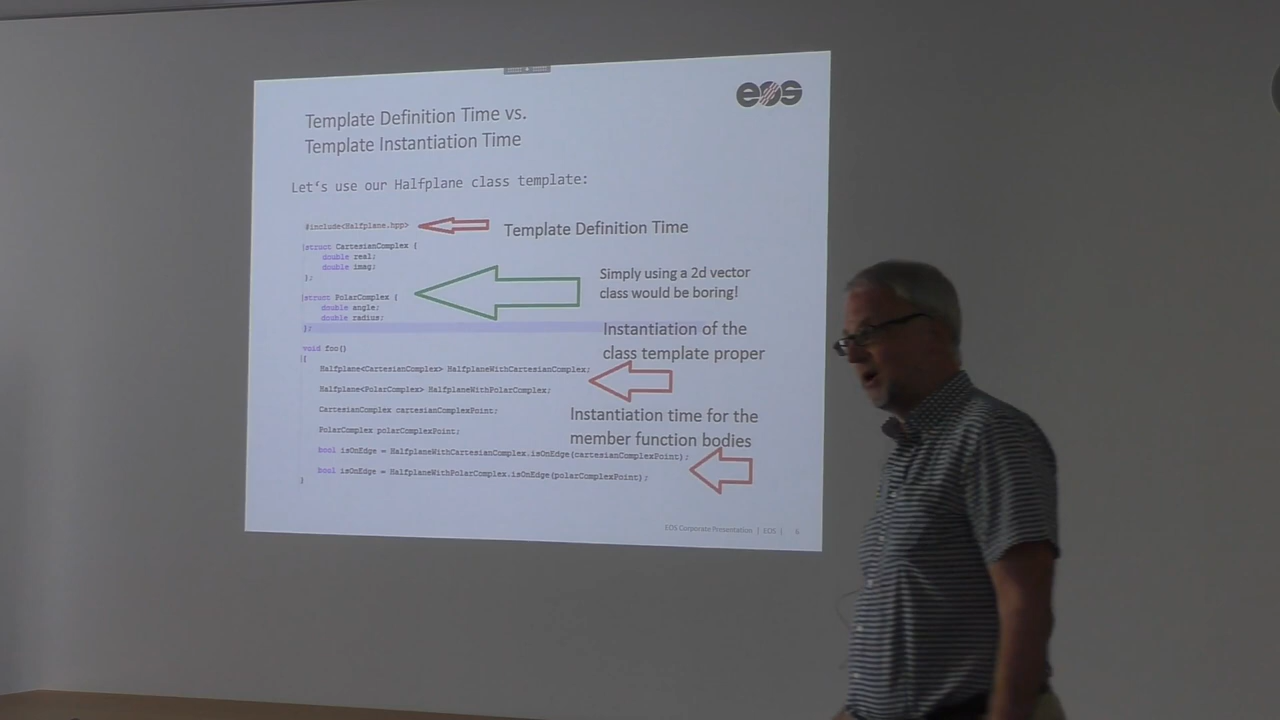 eos
Template Definition Time vs.
Template Instantiation Time
Let's use our Halfplane class template:
#include<Halfplane.hpp>
Template Definition Time
struct CartesianComplex {
double real;
double imag;
};
Simply using a 2d vector
class would be boring!
struct PolarComplex {
double angle;
double radius;
};
Instantiation of the
class template proper
void foo()
{
Halfplane<CartesianComplex> HalfplaneWithCartesianComplex;
Halfplane<PolarComplex> HalfplaneWithPolarComplex;
CartesianComplex cartesianComplexPoint;
PolarComplex polarComplexPoint;
Instantiation time for the
member function bodies
bool isOnEdge = HalfplaneWithCartesianComplex.isOnEdge(cartesianComplexPoint);
bool isOnEdge = HalfplaneWithPolarComplex.isOnEdge(polarComplexPoint);
}
EOS Corporate Presentation | EOS | 6